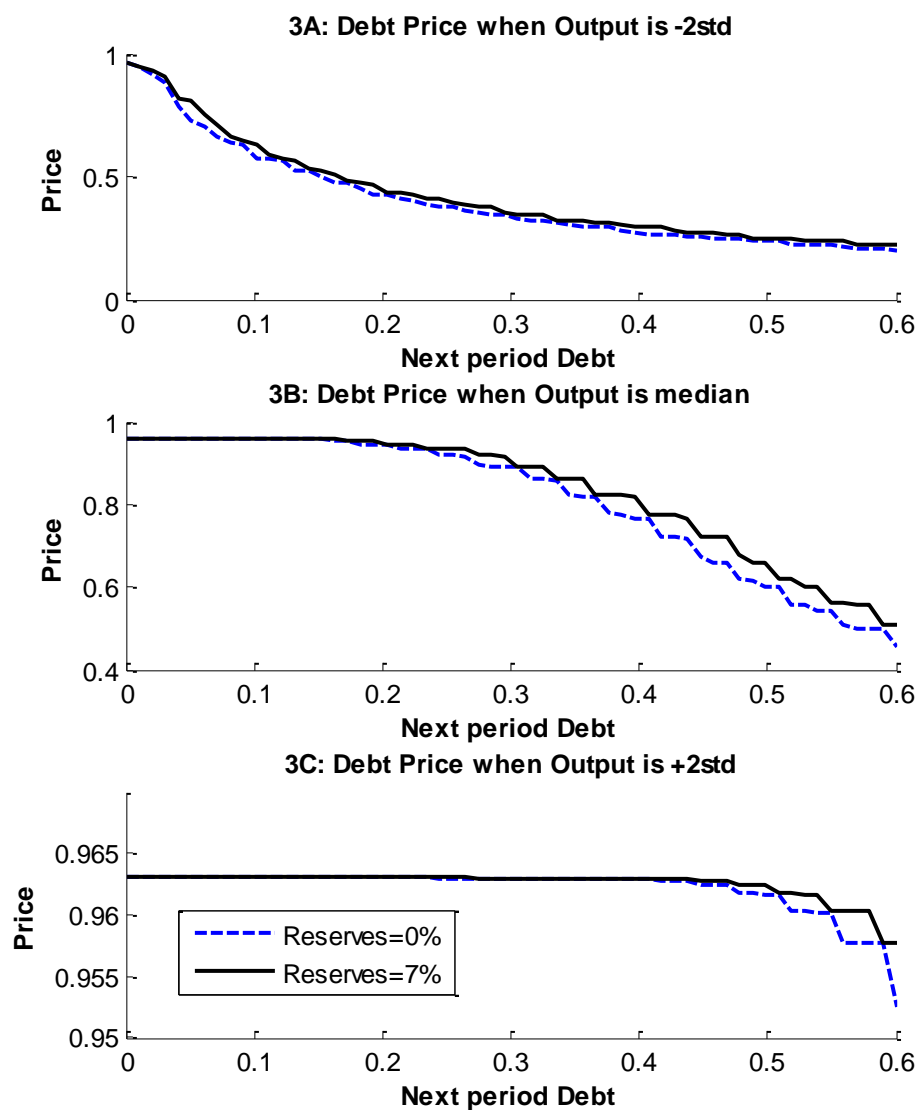 3A: Debt Price when Output is -2std
1
0.5
0
Price
0 0.1 0.2 0.3 0.4 0.5 0.6
Next period Debt
3B: Debt Price when Output is median
1
0.8
0.6
0.4
Price
0 0.1 0.2 0.3 0.4 0.5 0.6
Next period Debt
3C: Debt Price when Output is +2std
0.965
0.96
0.955
0.95
Price
Reserves=0%
Reserves=7%
0 0.1 0.2 0.3 0.4 0.5 0.6
Next period Debt